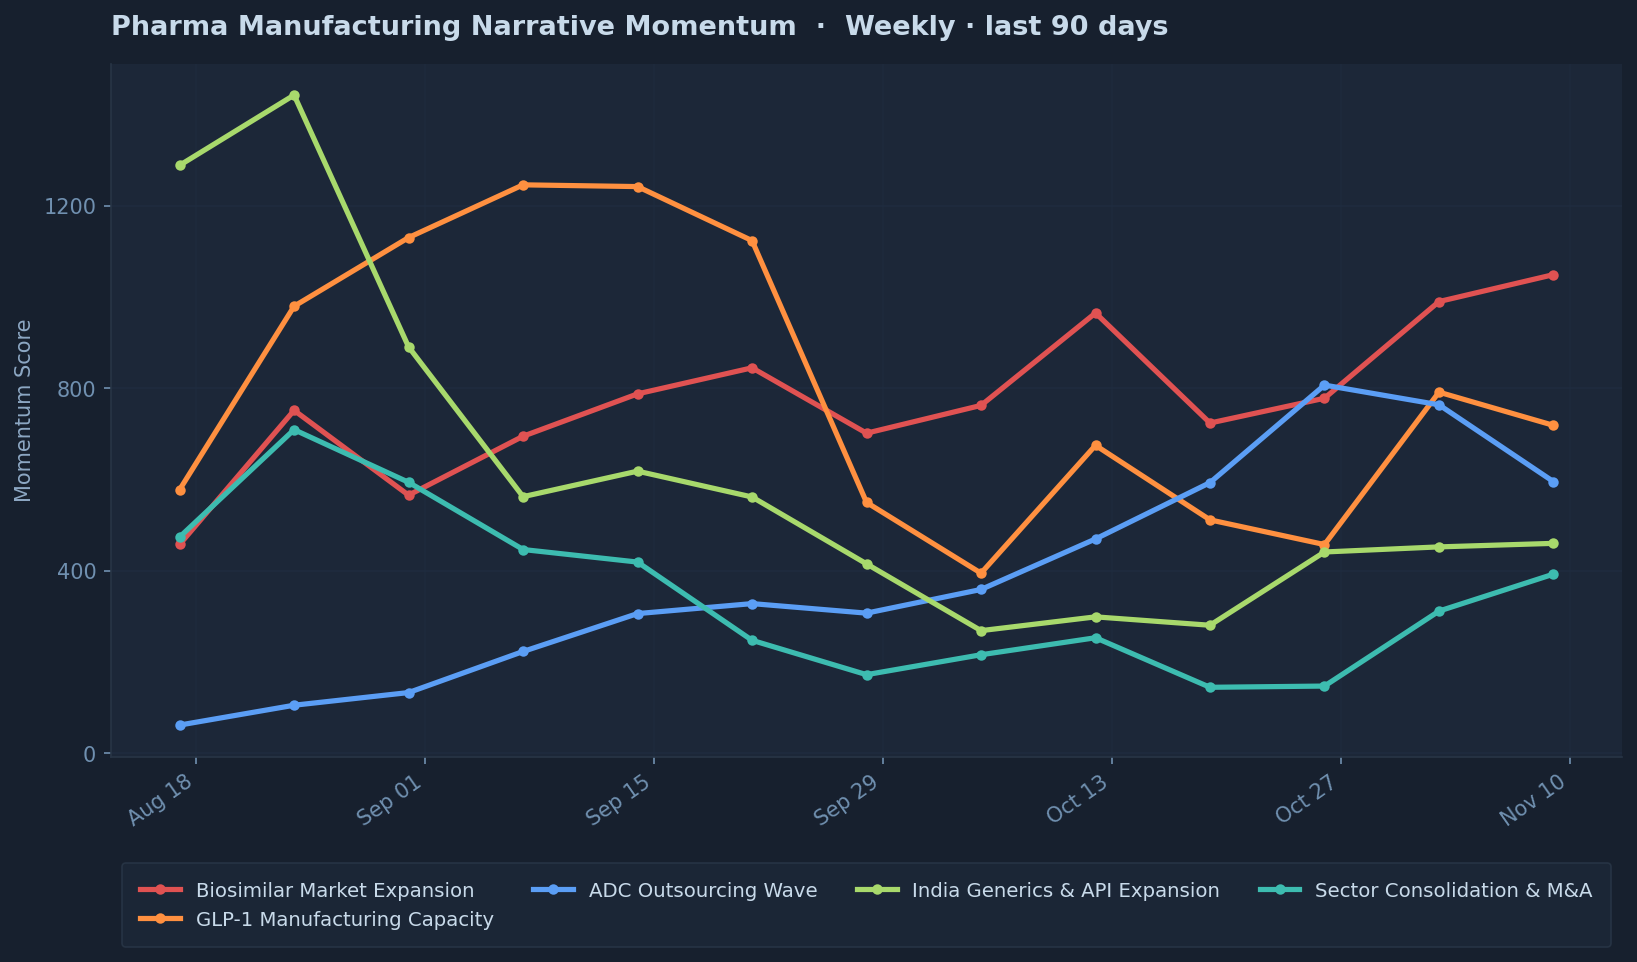 Pharma Manufacturing Narrative Momentum · Weekly · last 90 days
Momentum Score
1200
800
400
0
Aug 18
Sep 01
Sep 15
Sep 29
Oct 13
Oct 27
Nov 10
Biosimilar Market Expansion
ADC Outsourcing Wave
India Generics & API Expansion
Sector Consolidation & M&A
GLP-1 Manufacturing Capacity